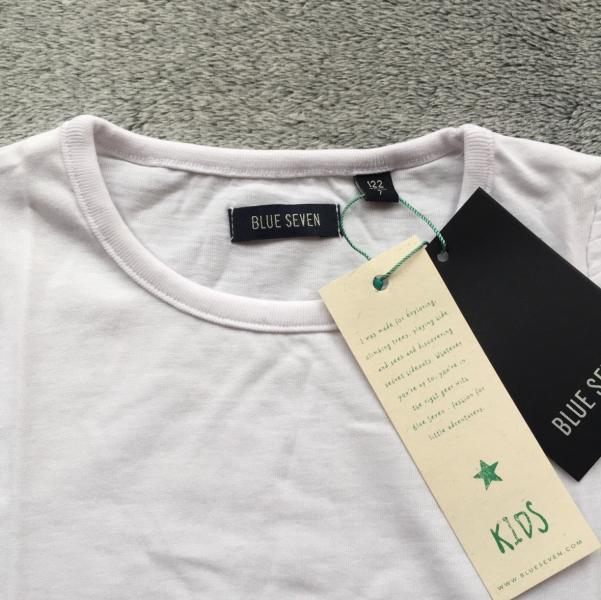 BLUE SEVEN
122
7
I was made for exploring,
climbing trees, playing hide
and seek and discovering
secret hideouts. Whatever
you're up to, you're in
the right gear with
Blue Seven - fashion for
little adventurers.
KIDS
WWW.BLUESEVEN.COM
BLUE SE